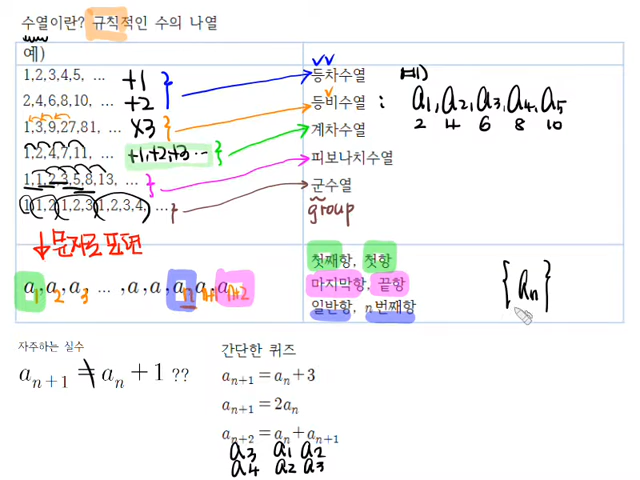 수열이란? 규칙적인 수의 나열
예)
1,2,3,4,5, … +1
2,4,6,8,10, … +2
1,3,9,27,81, … ×3
1,2,4,7,11, … +1,+2,+3…
1,1,2,3,5,8,13, …
1,1,2,1,2,3,1,2,3,4, …
등차수열
등비수열 :
계차수열
피보나치수열
군수열
group
a1, a2, a3, a4, a5
2 4 6 8 10
↓문자로 표현
a1, a2, a3, … , a, a, an, an+1, an+2
첫째항, 첫항
마지막항, 끝항
일반항, n번째항
{an}
자주하는 실수
an+1 ≠ an + 1 ??
간단한 퀴즈
an+1 = an + 3
an+1 = 2an
an+2 = an + an+1
a3 a1 a2
a4 a2 a3